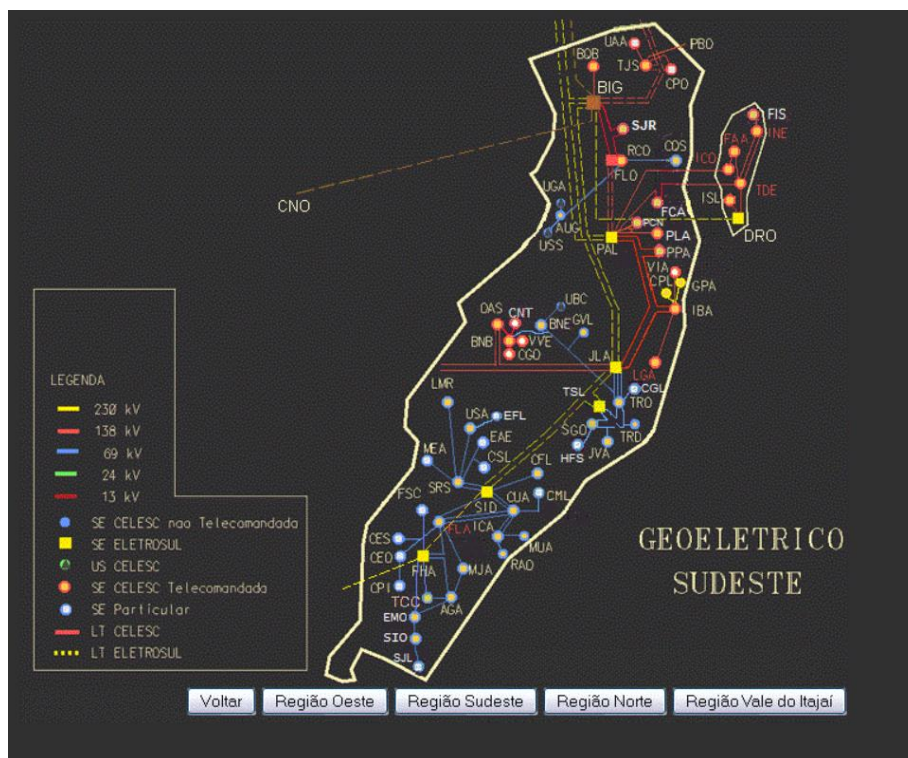 UAA
PBO
BQB
TJS
CPO
BIG
SJR
FIS
INE
FAA
RCO
CQS
ICO
FLO
TDE
CNO
UGA
ISL
FCA
AUG
PCN
USS
PLA
DRO
PAL
PPA
VIA
CPL
GPA
UBC
OAS
CNT
BNE
GVL
IBA
BNB
VVE
CGO
JLA
LGA
LEGENDA
LMR
TSL
CGL
TRO
230 kV
USA
EFL
138 kV
SGO
TRD
EAE
69 kV
MEA
CSL
HFS
JVA
24 kV
CFL
13 kV
SRS
FSC
SID
CUA
CML
SE CELESC nao Telecomandada
FLA
ICA
SE ELETROSUL
CES
MUA
GEOELETRICO
CEO
RAO
US CELESC
FHA
MJA
SUDESTE
SE CELESC Telecomandada
CPI
TCC
AGA
SE Particular
EMO
LT CELESC
SIO
LT ELETROSUL
SJL
Voltar
Região Oeste
Região Sudeste
Região Norte
Região Vale do Itajaí